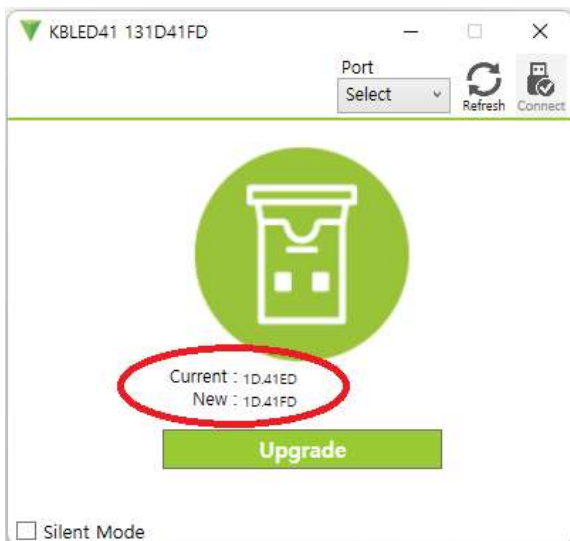 KBLED41 131D41FD
Port
Select
Refresh
Connect
Current : 1D.41ED
New : 1D.41FD
Upgrade
Silent Mode